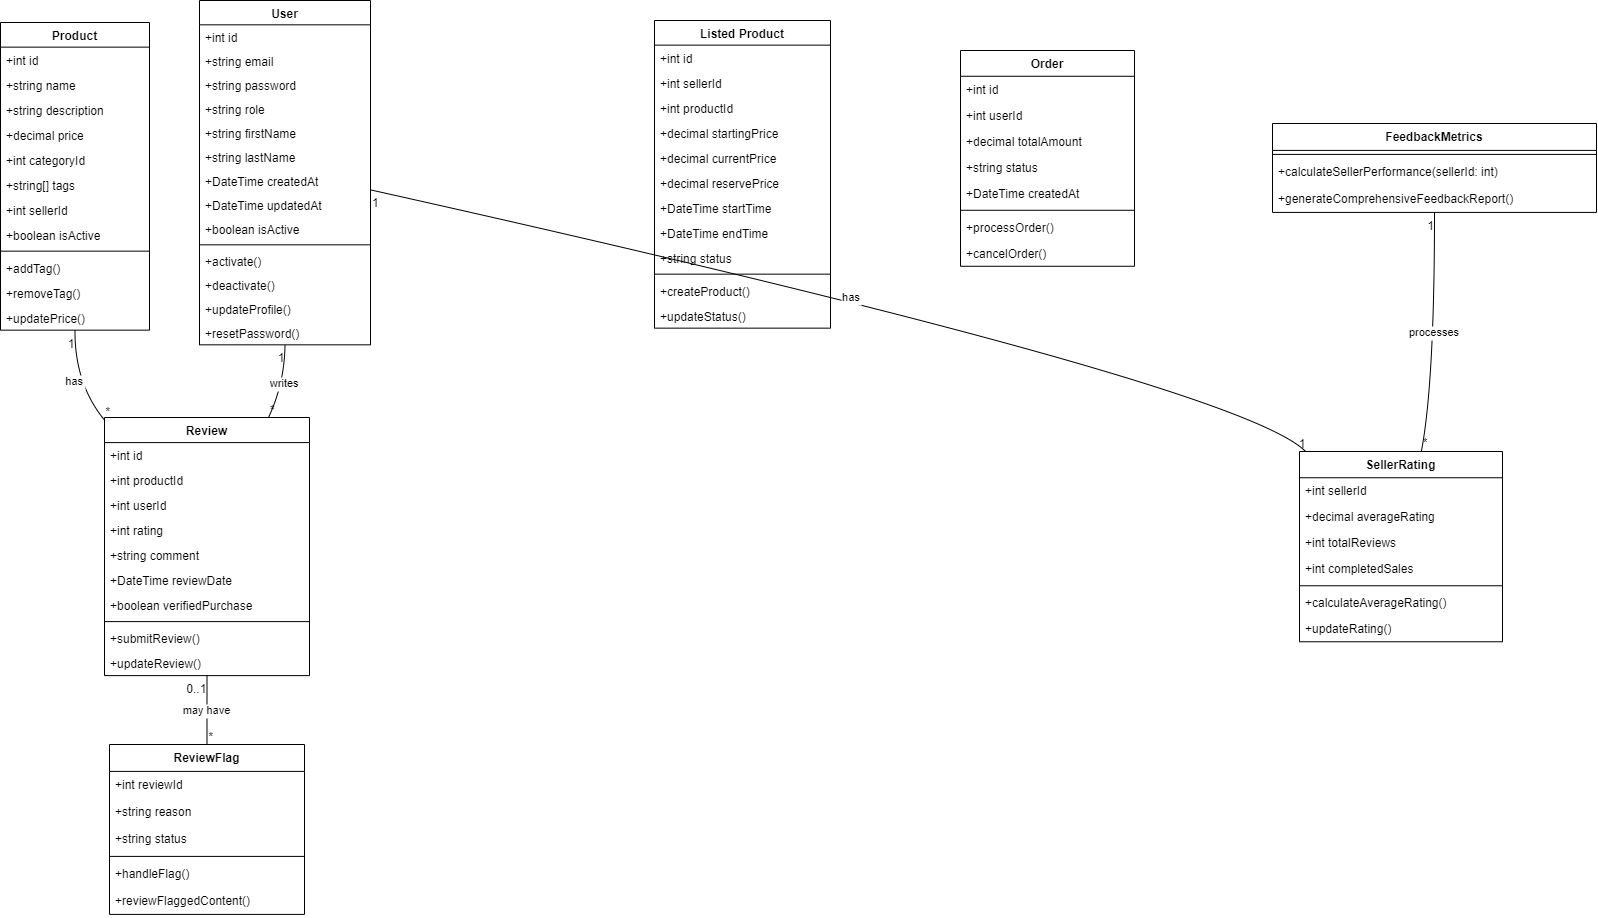 Product
+int id
+string name
+string description
+decimal price
+int categoryId
+string[] tags
+int sellerId
+boolean isActive
+addTag()
+removeTag()
+updatePrice()
User
+int id
+string email
+string password
+string role
+string firstName
+string lastName
+DateTime createdAt
+DateTime updatedAt
+boolean isActive
+activate()
+deactivate()
+updateProfile()
+resetPassword()
Listed Product
+int id
+int sellerId
+int productId
+decimal startingPrice
+decimal currentPrice
+decimal reservePrice
+DateTime startTime
+DateTime endTime
+string status
+createProduct()
+updateStatus()
Order
+int id
+int userId
+decimal totalAmount
+string status
+DateTime createdAt
+processOrder()
+cancelOrder()
FeedbackMetrics
+calculateSellerPerformance(sellerId: int)
+generateComprehensiveFeedbackReport()
1
has
*
1
writes
*
1
has
1
1
processes
*
Review
+int id
+int productId
+int userId
+int rating
+string comment
+DateTime reviewDate
+boolean verifiedPurchase
+submitReview()
+updateReview()
SellerRating
+int sellerId
+decimal averageRating
+int totalReviews
+int completedSales
+calculateAverageRating()
+updateRating()
0..1
may have
*
ReviewFlag
+int reviewId
+string reason
+string status
+handleFlag()
+reviewFlaggedContent()